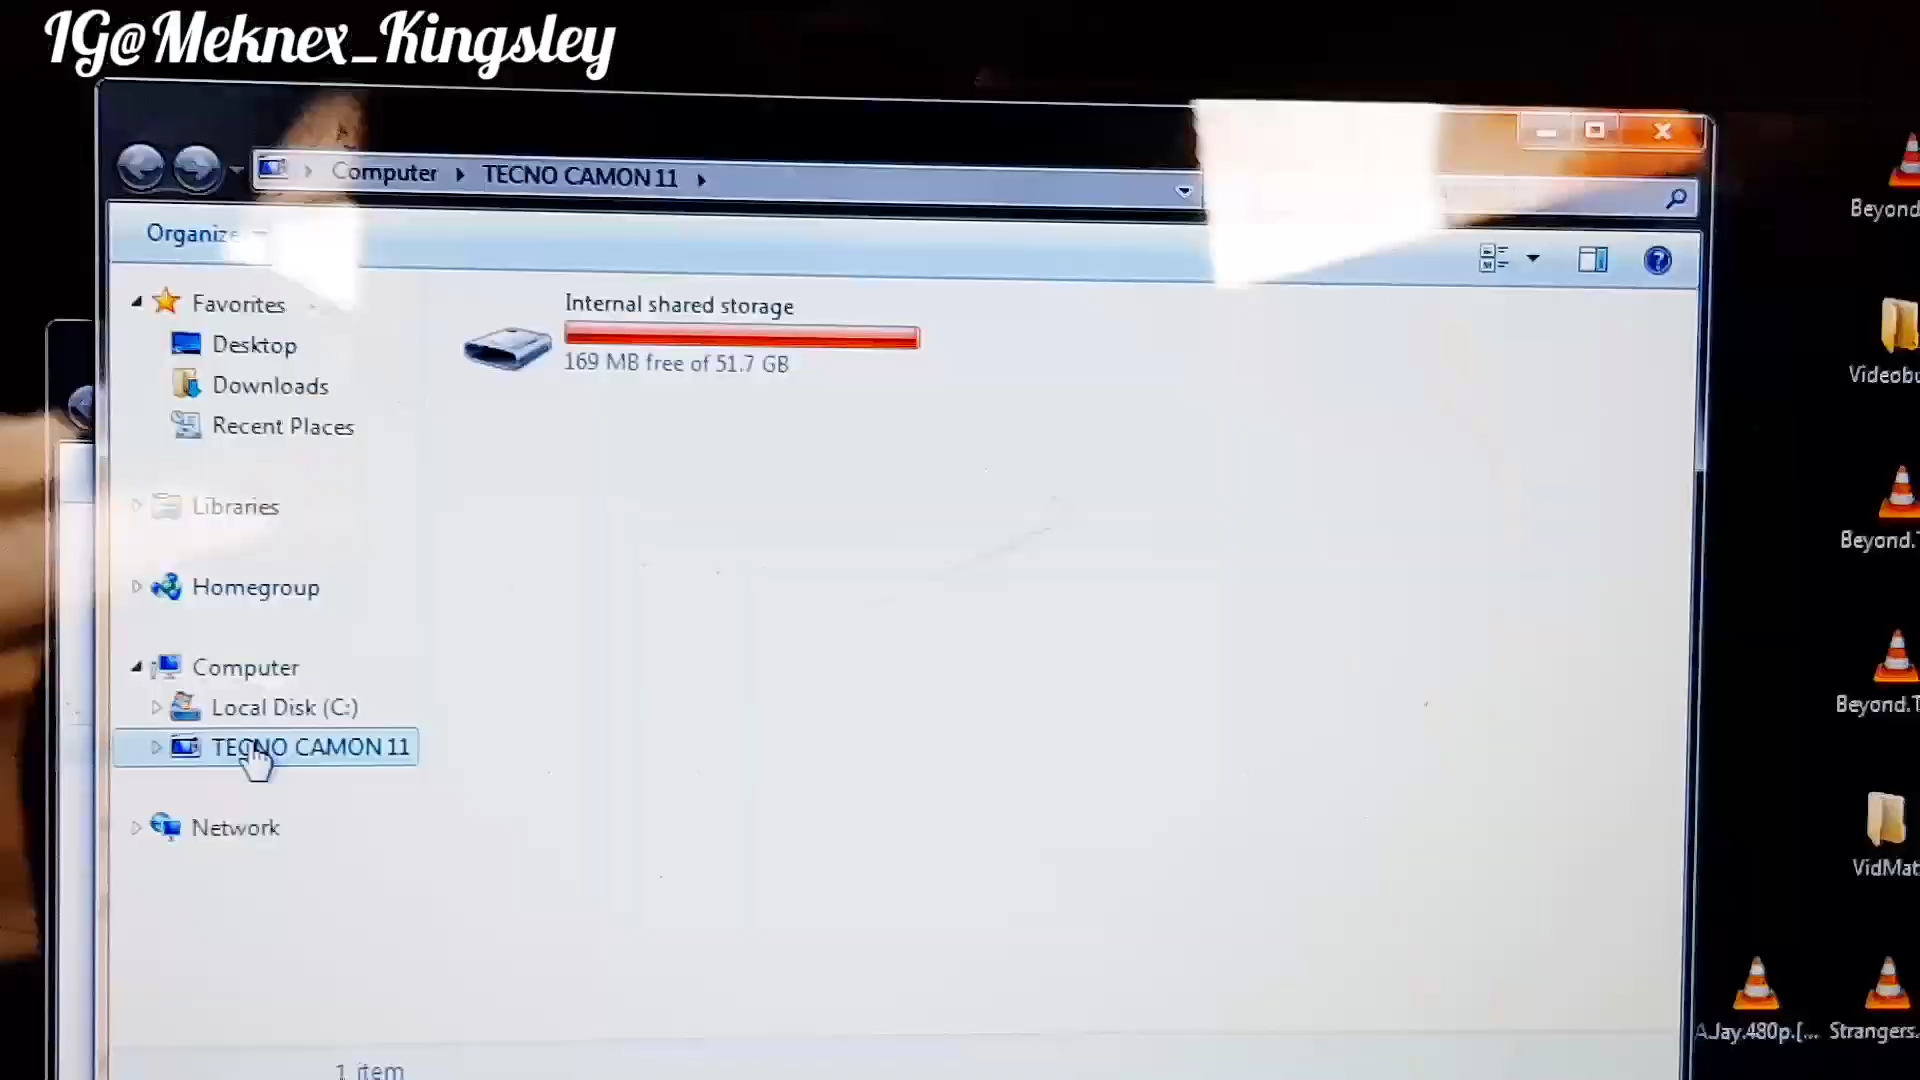 IG@Meknex_Kingsley
Computer
TECNO CAMON 11
Organize
Favorites
Desktop
Downloads
Recent Places
Libraries
Homegroup
Computer
Local Disk (C:)
TECNO CAMON 11
Network
Internal shared storage
169 MB free of 51.7 GB
1 item
Beyond
Videobu
Beyond.T
Beyond.T
VidMat
AJay.480p.[...
Strangers.